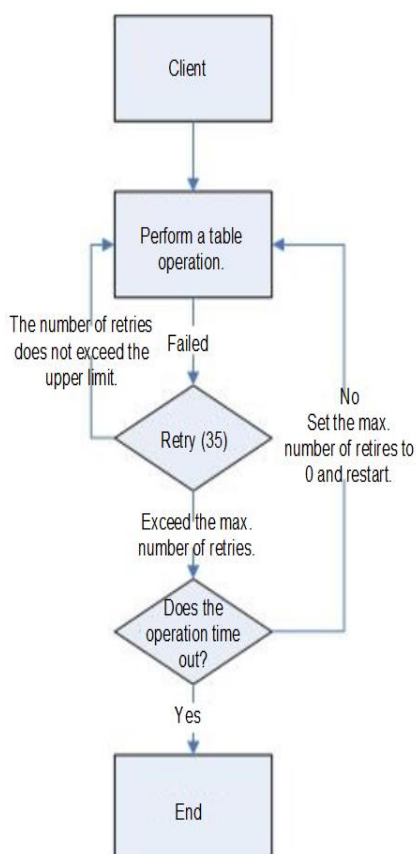 Client
Perform a table
operation.
The number of retries
does not exceed the
upper limit.
Failed
Retry (35)
No
Set the max.
number of retires to
0 and restart.
Exceed the max.
number of retries.
Does the
operation time
out?
Yes
End